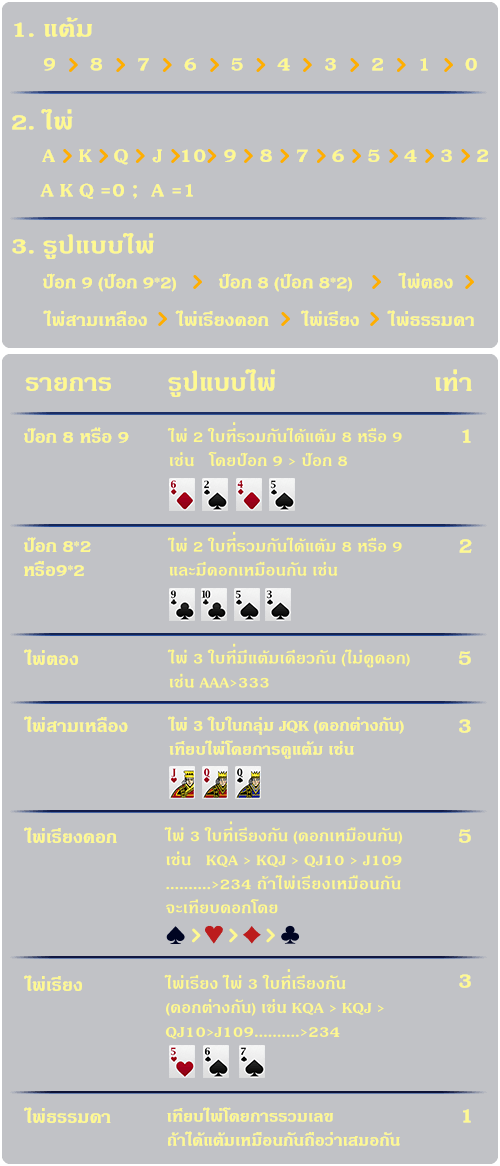 1. แต้ม
9 > 8 > 7 > 6 > 5 > 4 > 3 > 2 > 1 > 0
2. ไพ่
A > K > Q > J >10> 9 > 8 > 7 > 6 > 5 > 4 > 3 > 2
A K Q =0 ; A =1
3. รูปแบบไพ่
ป๊อก 9 (ป๊อก 9*2) > ป๊อก 8 (ป๊อก 8*2) > ไพ่ตอง >
ไพ่สามเหลือง > ไพ่เรียงดอก > ไพ่เรียง > ไพ่ธรรมดา
รายการ รูปแบบไพ่ เท่า
ป๊อก 8 หรือ 9 ไพ่ 2 ใบที่รวมกันได้แต้ม 8 หรือ 9 1
เช่น โดยป๊อก 9 > ป๊อก 8
6 2 4 5
ป๊อก 8*2 ไพ่ 2 ใบที่รวมกันได้แต้ม 8 หรือ 9 2
หรือ9*2 และมีดอกเหมือนกัน เช่น
9 10 5 3
ไพ่ตอง ไพ่ 3 ใบที่มีแต้มเดียวกัน (ไม่ดูดอก) 5
เช่น AAA>333
ไพ่สามเหลือง ไพ่ 3 ใบในกลุ่ม JQK (ดอกต่างกัน) 3
เทียบไพ่โดยการดูแต้ม เช่น
J Q Q
ไพ่เรียงดอก ไพ่ 3 ใบที่เรียงกัน (ดอกเหมือนกัน) 5
เช่น KQA > KQJ > QJ10 > J109
..........>234 ถ้าไพ่เรียงเหมือนกัน
จะเทียบดอกโดย
♠ > ♥ > ♦ > ♣
ไพ่เรียง ไพ่เรียง ไพ่ 3 ใบที่เรียงกัน 3
(ดอกต่างกัน) เช่น KQA > KQJ >
QJ10>J109..........>234
5 6 7
ไพ่ธรรมดา เทียบไพ่โดยการรวมเลข 1
ถ้าได้แต้มเหมือนกันถือว่าเสมอกัน